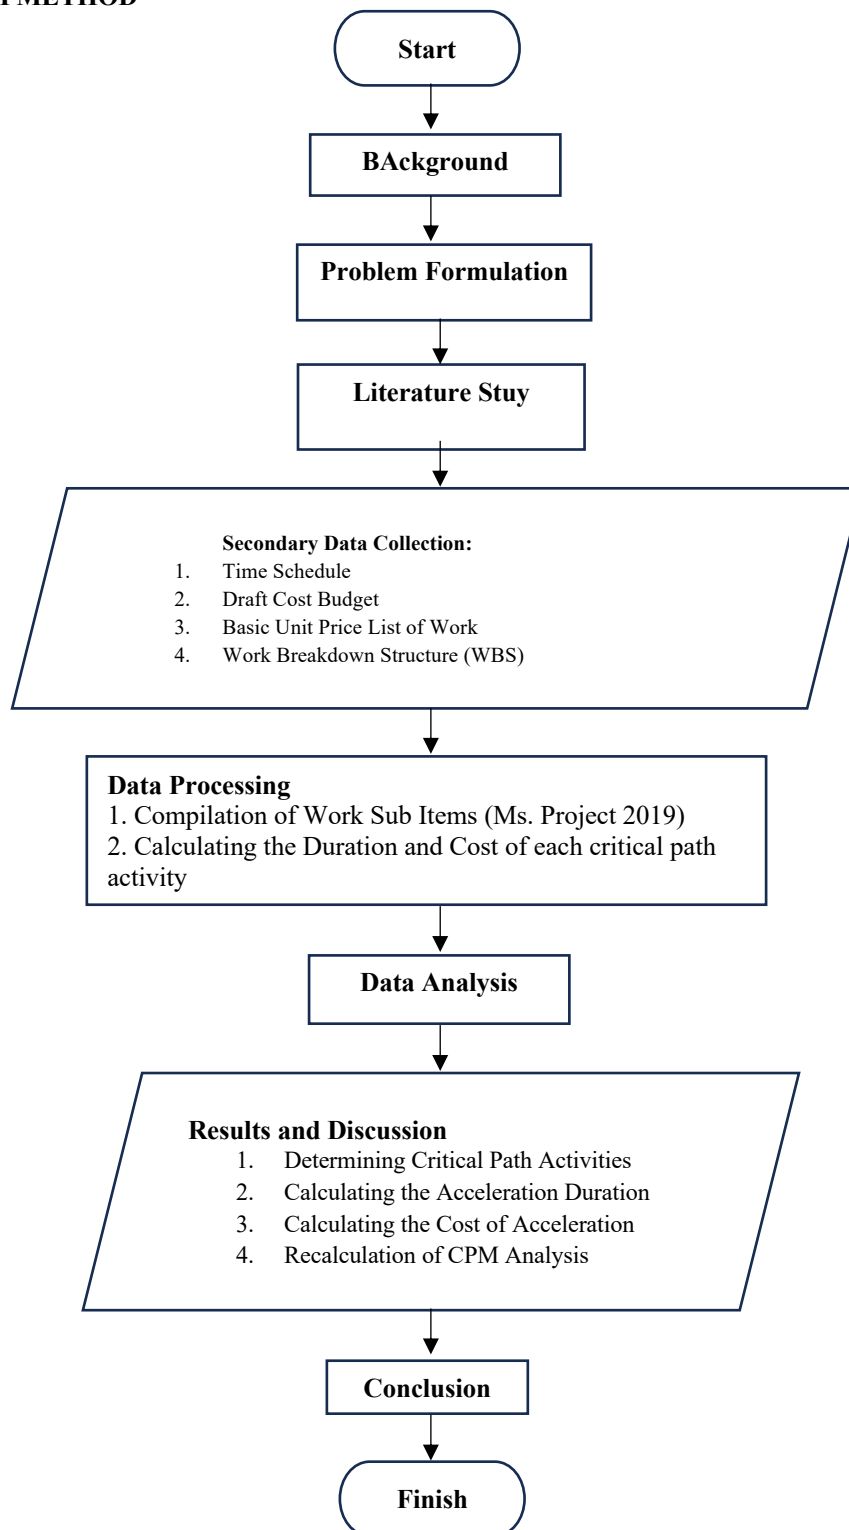 METHOD
Start
BAckground
Problem Formulation
Literature Stuy
Secondary Data Collection:
1. Time Schedule
2. Draft Cost Budget
3. Basic Unit Price List of Work
4. Work Breakdown Structure (WBS)
Data Processing
1. Compilation of Work Sub Items (Ms. Project 2019)
2. Calculating the Duration and Cost of each critical path
activity
Data Analysis
Results and Discussion
1. Determining Critical Path Activities
2. Calculating the Acceleration Duration
3. Calculating the Cost of Acceleration
4. Recalculation of CPM Analysis
Conclusion
Finish